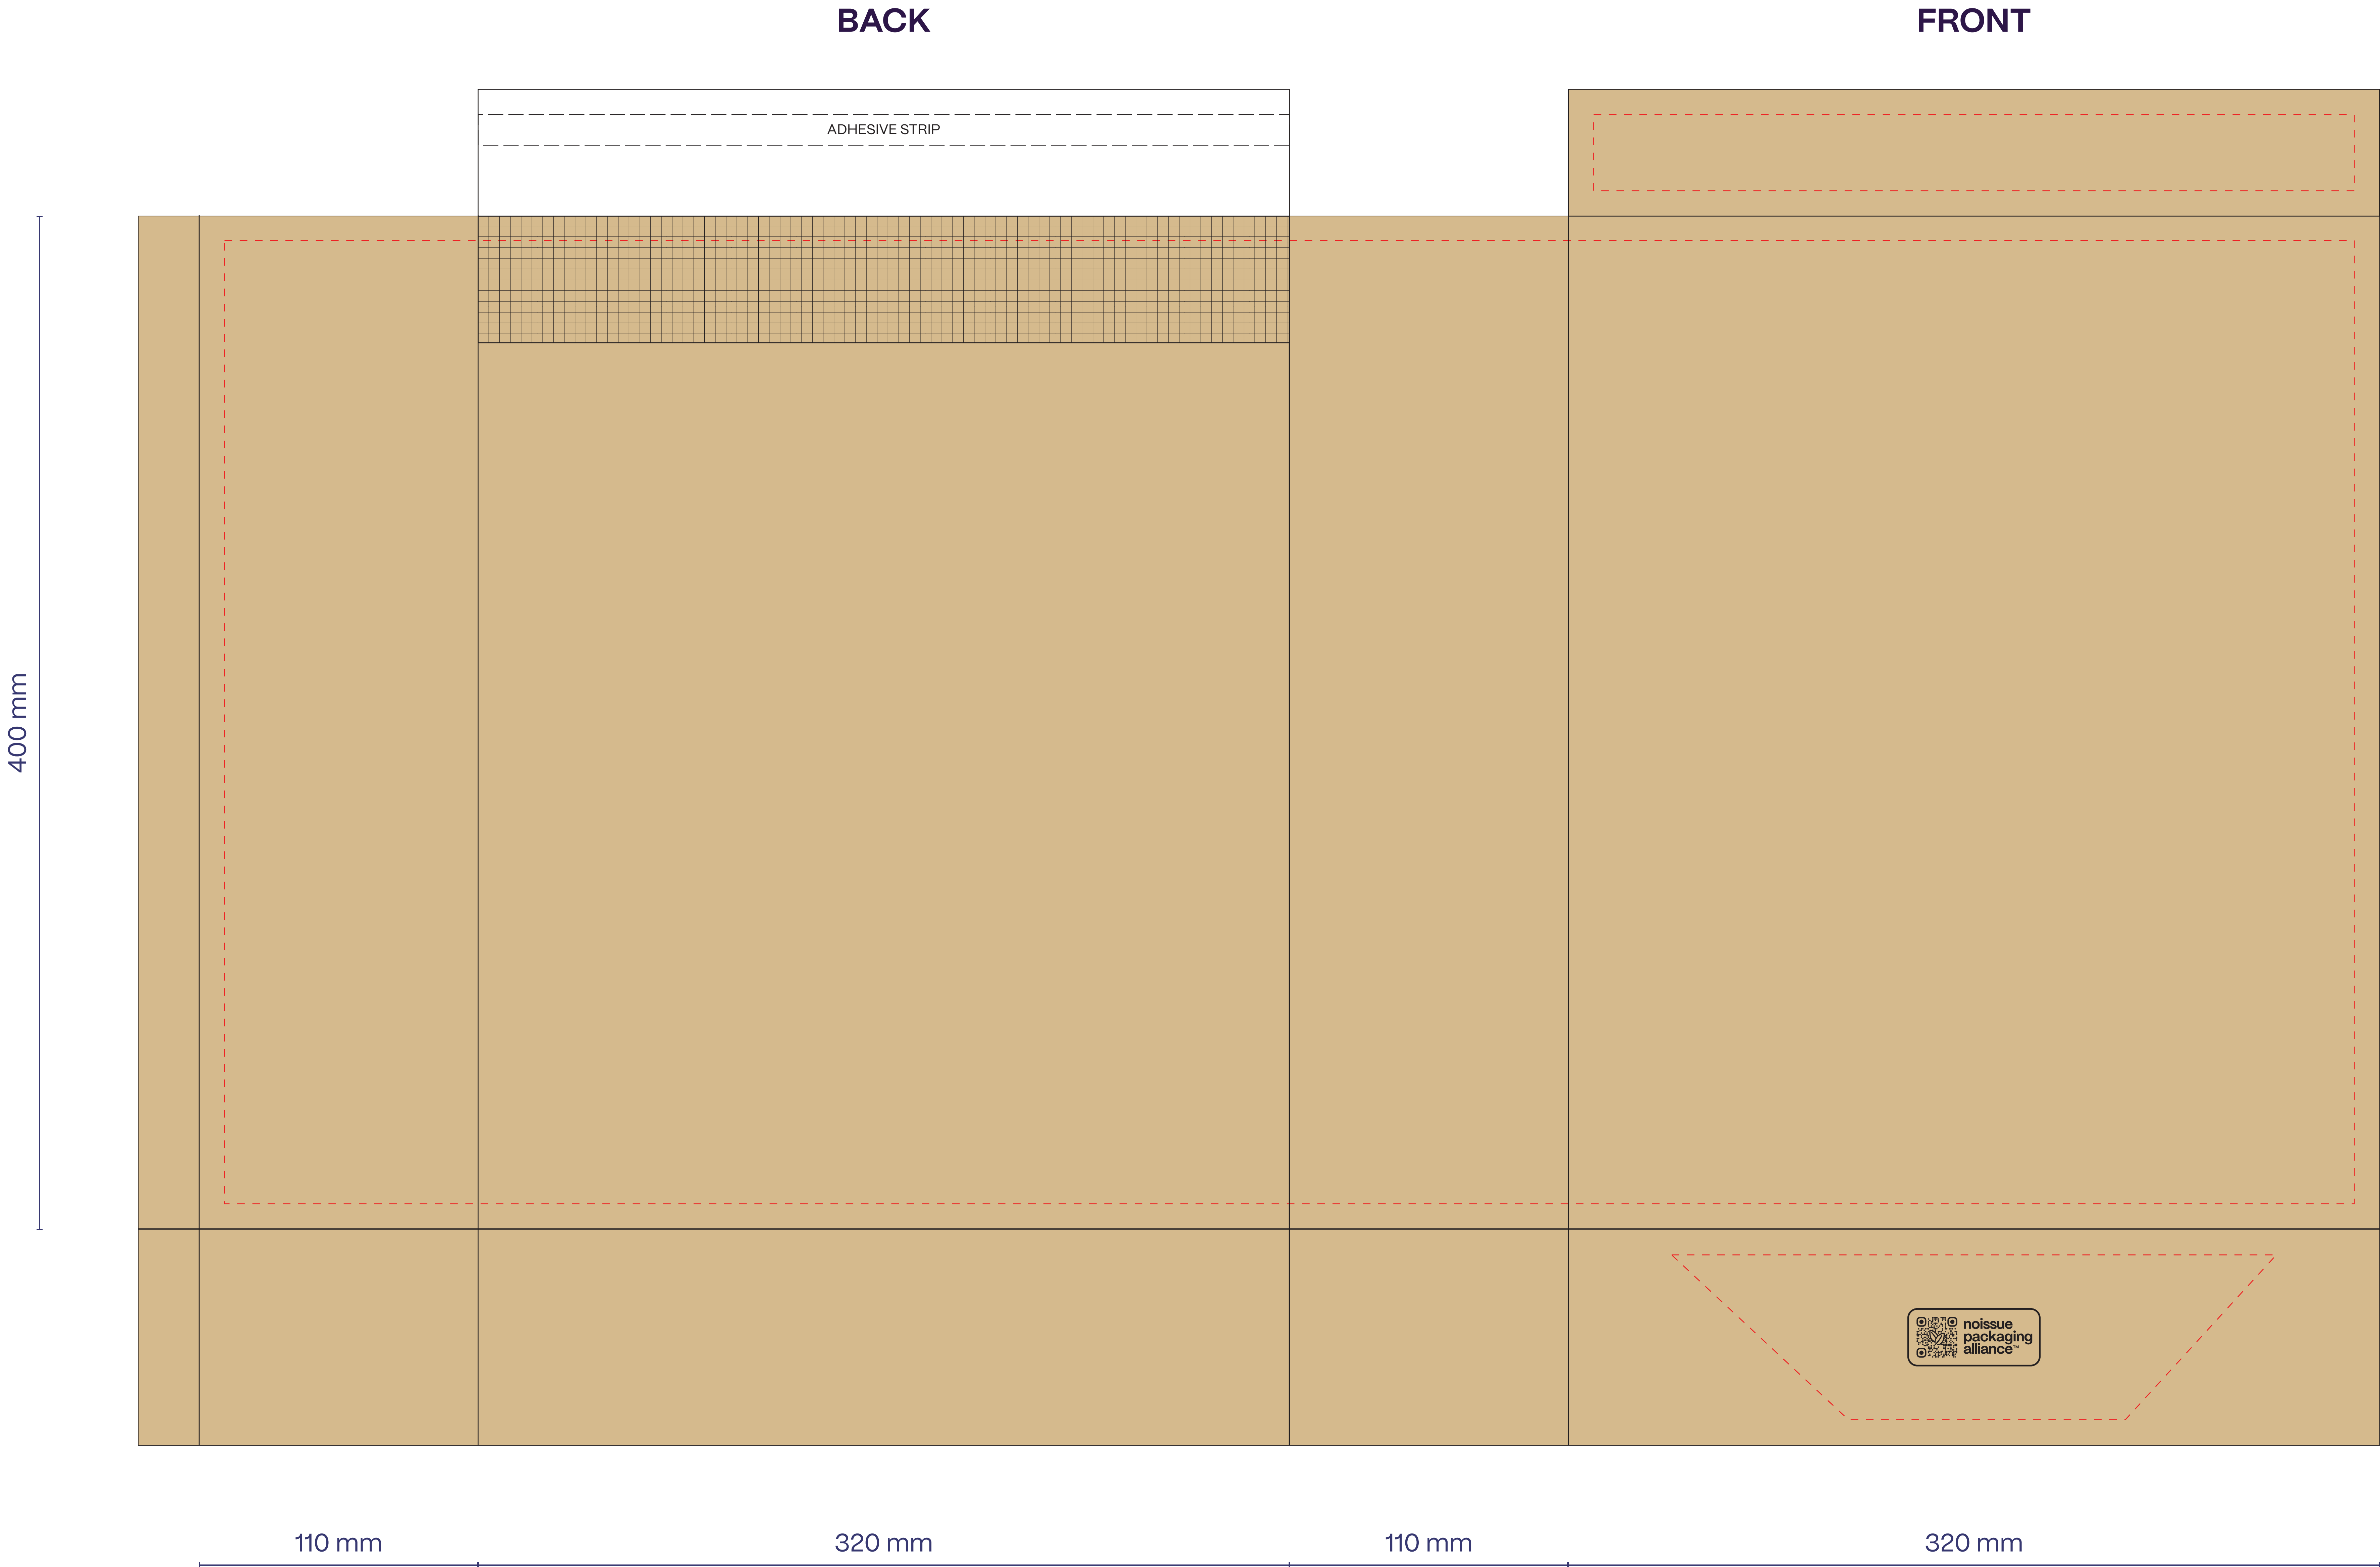 BACK
FRONT
ADHESIVE STRIP
400 mm
noissue
packaging
alliance™
110 mm
320 mm
110 mm
320 mm